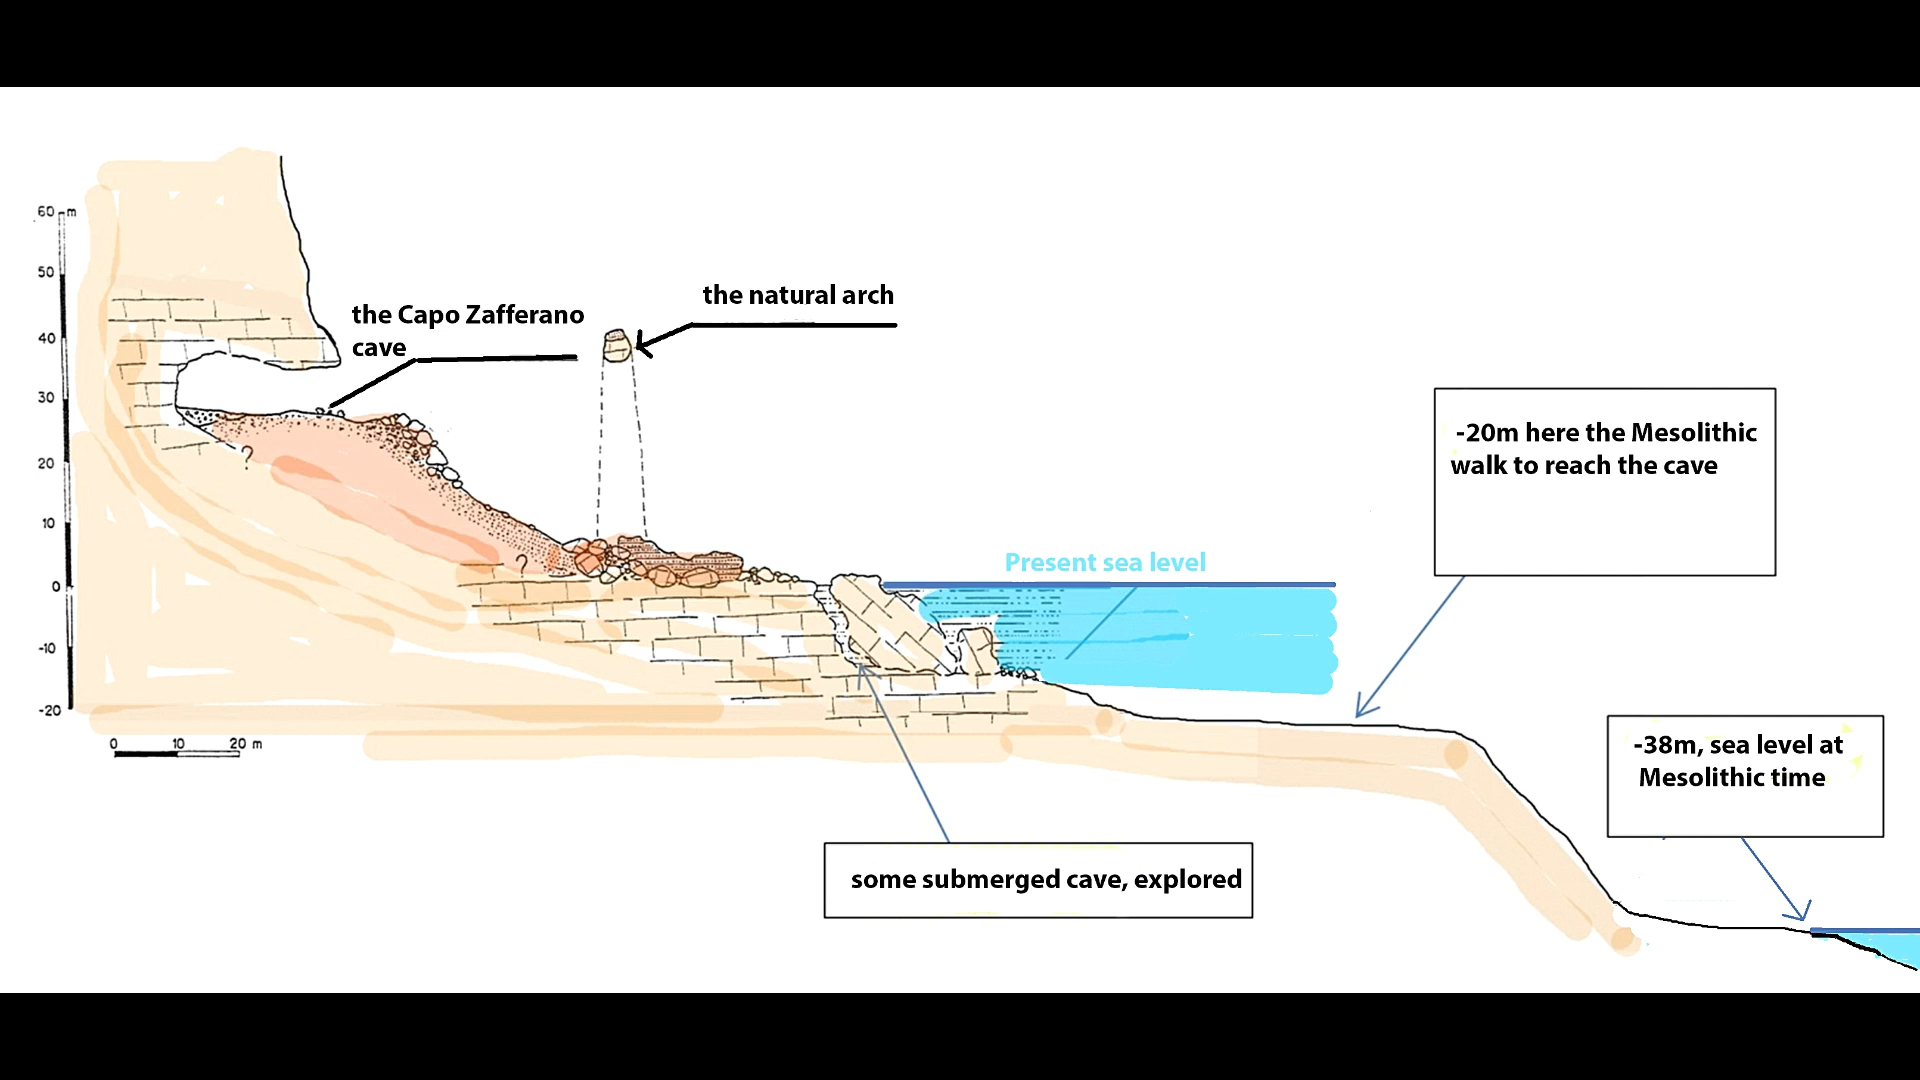 60 m
50
40
30
20
10
0
-10
-20
0 10 20 m
the Capo Zafferano
cave
the natural arch
?
?
Present sea level
-20m here the Mesolithic
walk to reach the cave
-38m, sea level at
Mesolithic time
some submerged cave, explored